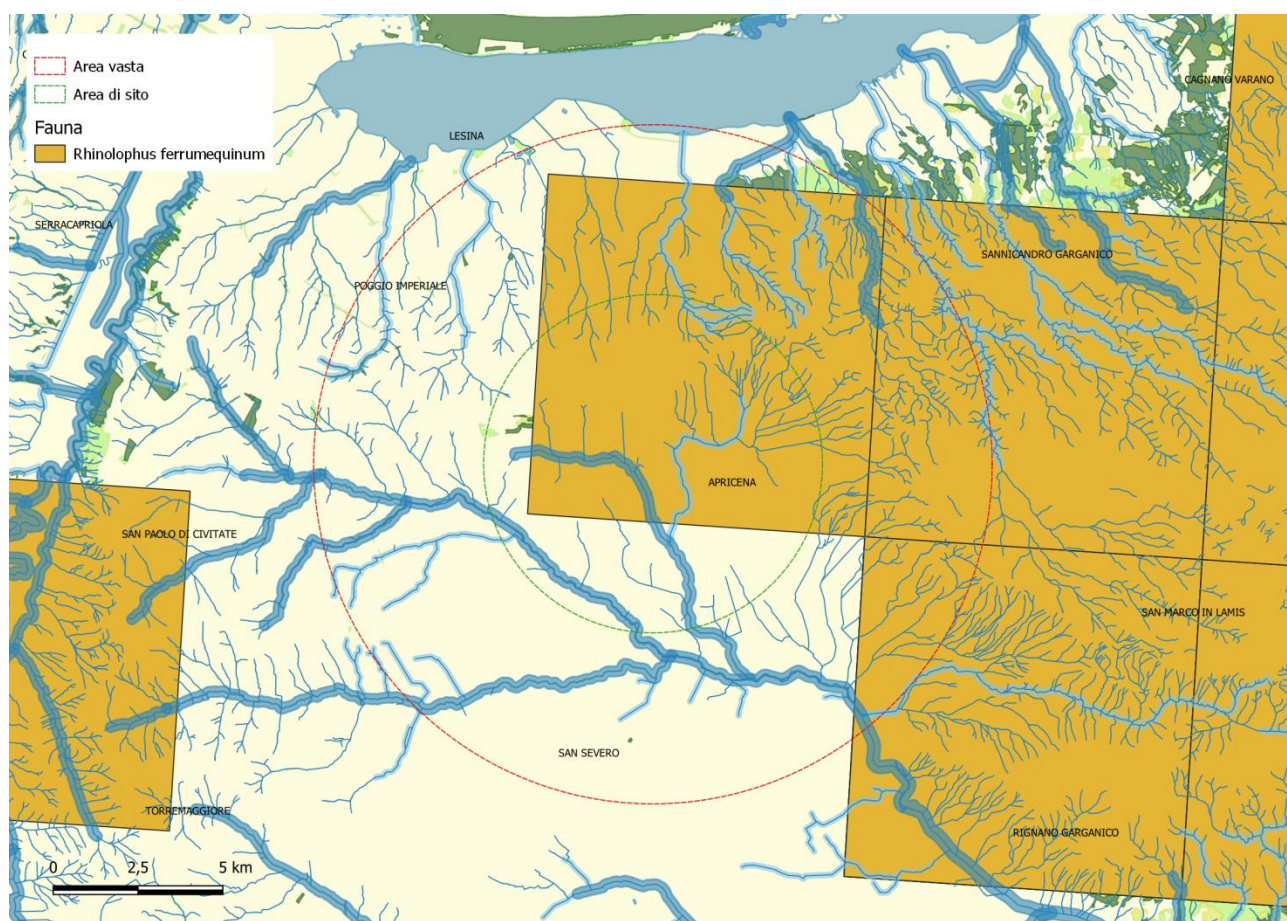 Area vasta
Area di sito
Fauna
Rhinolophus ferrumequinum
CAGNANO VARANO
LESINA
SERRACAPRIOLA
SANNICANDRO GARGANICO
POGGIO IMPERIALE
APRICENA
SAN PAOLO DI CIVITATE
SAN MARCO IN LAMIS
SAN SEVERO
TORREMAGGIORE
RIGNANO GARGANICO
0 2,5 5 km